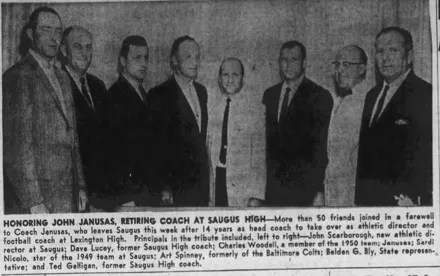 HONORING JOHN JANUSAS, RETIRING COACH AT SAUGUS HIGH—More than 50 friends joined in a farewell
to Coach Janusas, who leaves Saugus this week after 14 years as head coach to take over as athletic director and
football coach at Lexington High. Principals in the tribute included, left to right—John Scarborough, new athletic di-
rector at Saugus; Dave Lucey, former Saugus High coach; Charles Woodell, a member of the 1950 team; Janusas; Sardi
Nicolo, star of the 1949 team at Saugus; Art Spinney, formerly of the Baltimore Colts; Belden G. Bly, State represen-
tative; and Ted Galligan, former Saugus High coach.